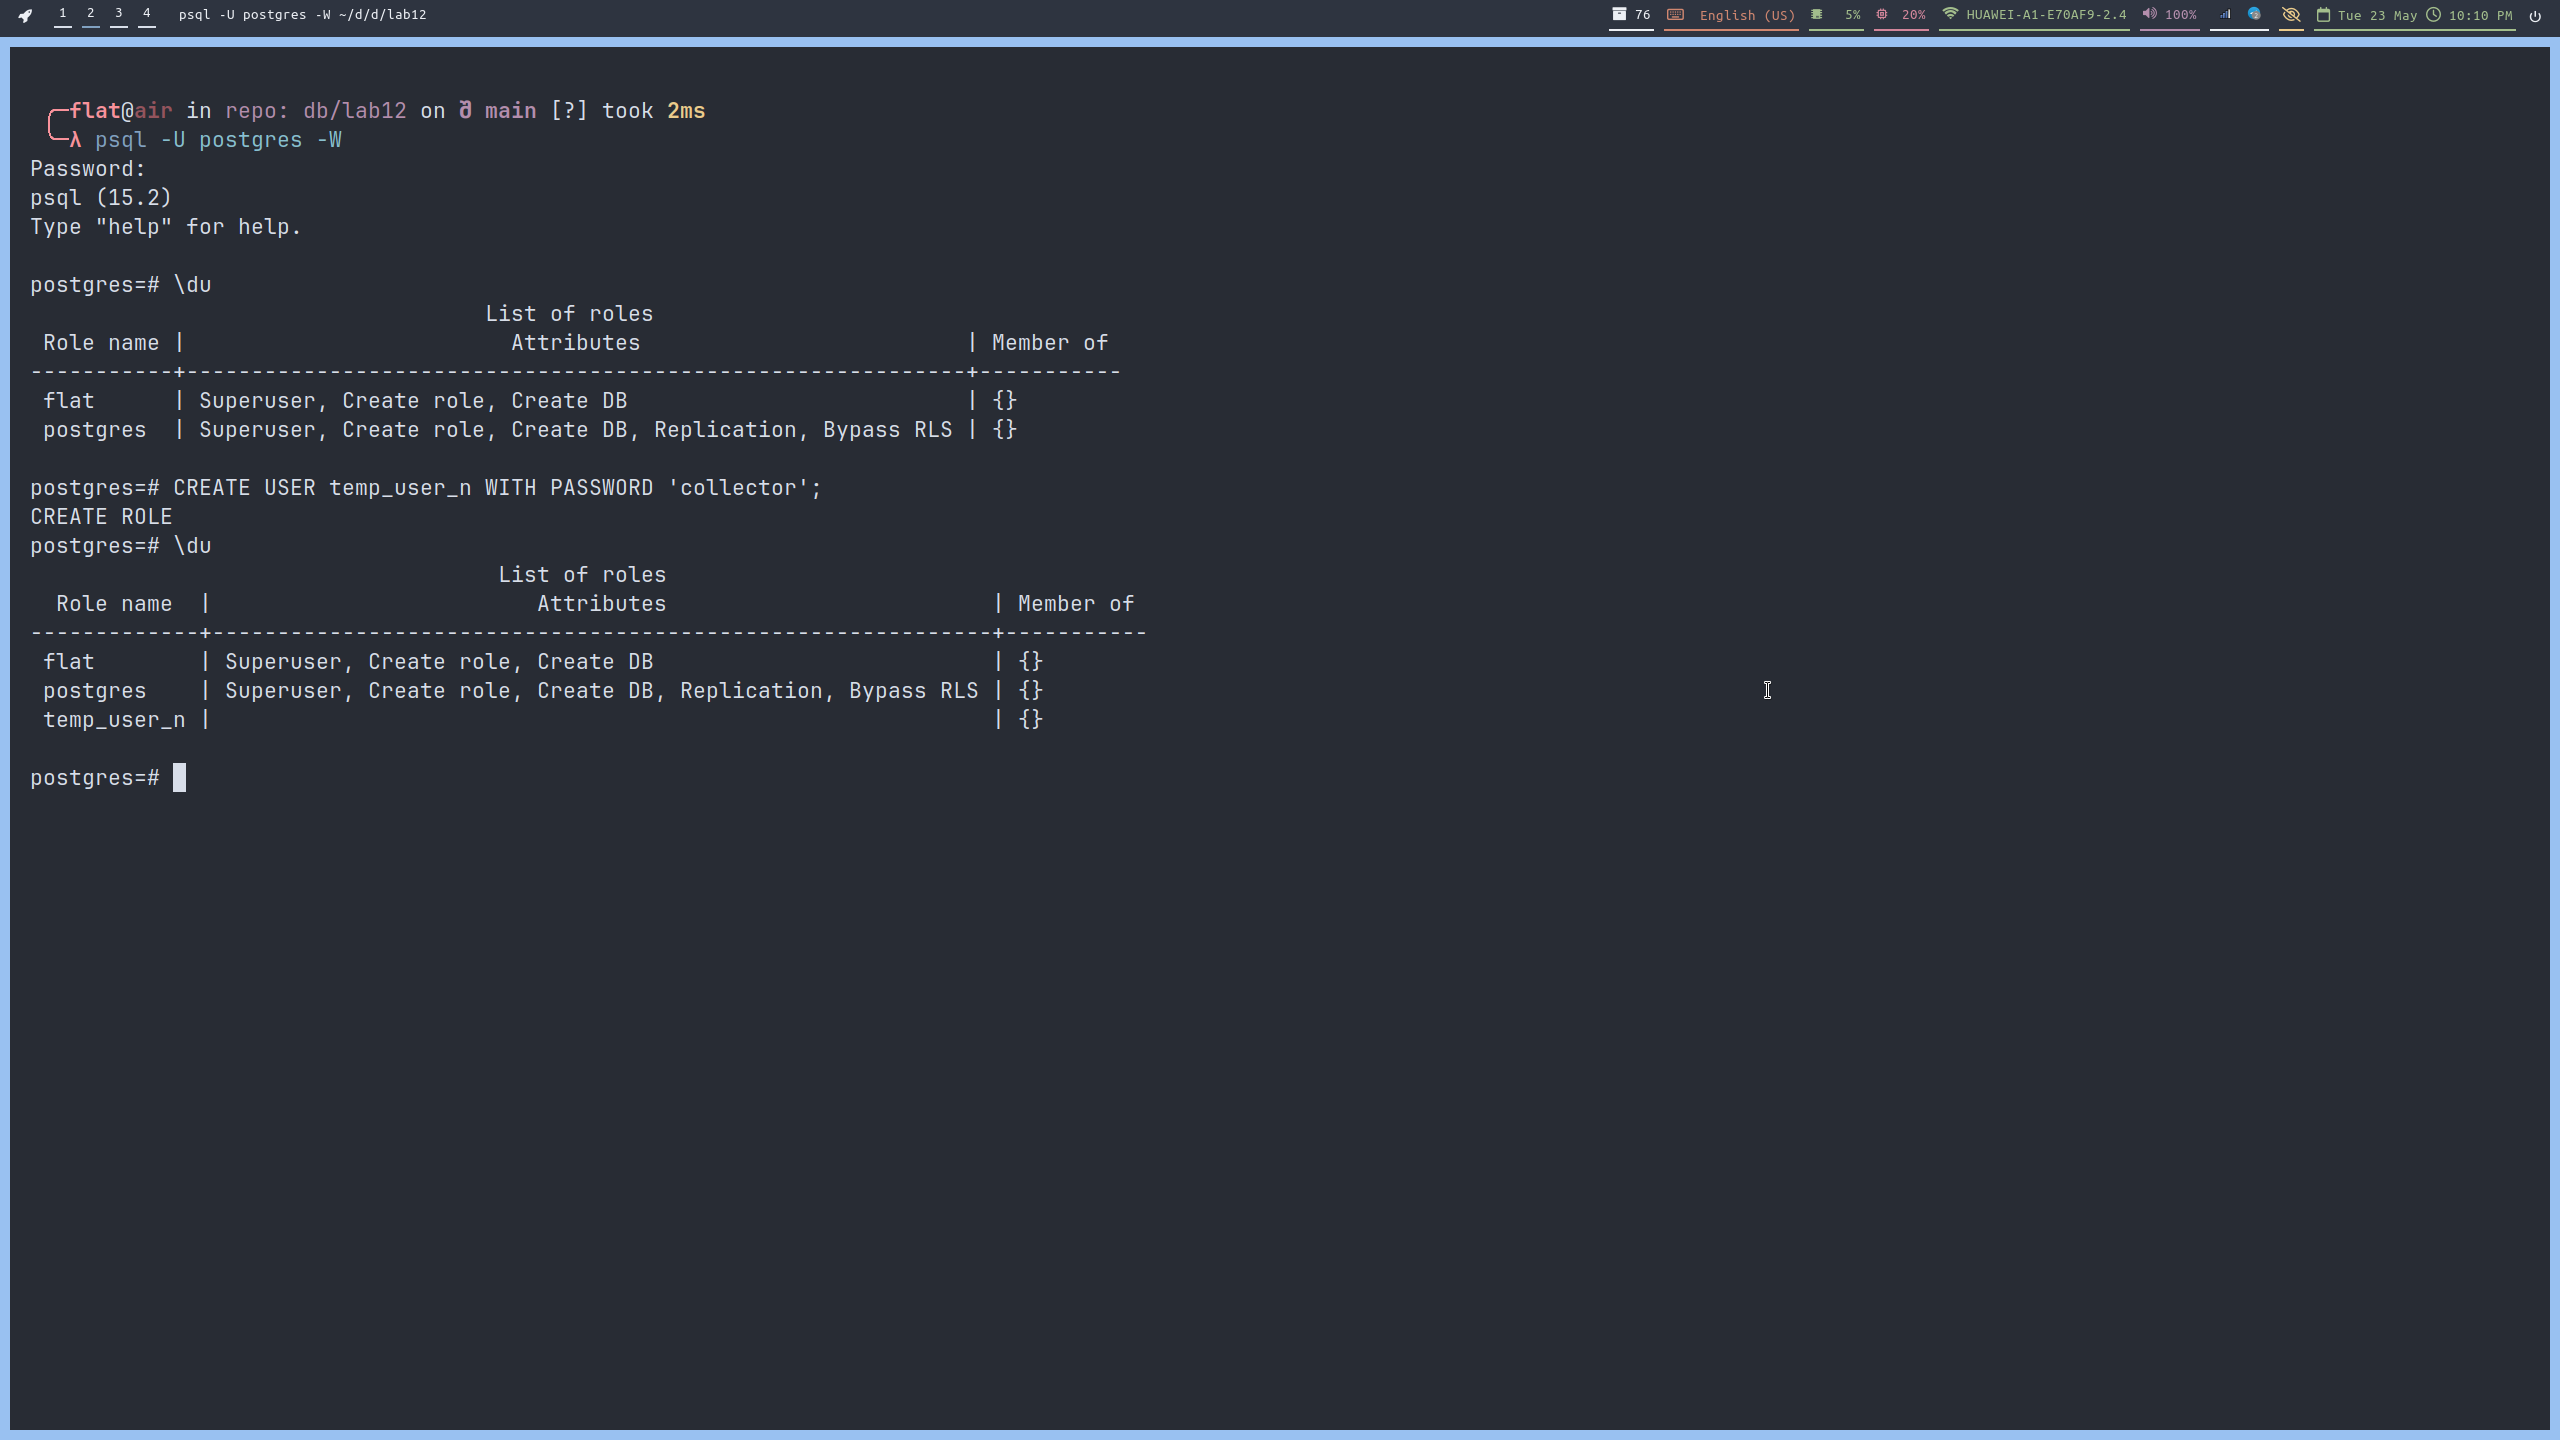 1 2 3 4 psql -U postgres -W ~/d/d/lab12 76 English (US) 5% 20% HUAWEI-A1-E70AF9-2.4 100% Tue 23 May 10:10 PM
flat@air in repo: db/lab12 on main [?] took 2ms
λ psql -U postgres -W
Password:
psql (15.2)
Type "help" for help.
postgres=# \du
List of roles
Role name | Attributes | Member of
-----------+------------------------------------------------------------+-----------
flat | Superuser, Create role, Create DB | {}
postgres | Superuser, Create role, Create DB, Replication, Bypass RLS | {}
postgres=# CREATE USER temp_user_n WITH PASSWORD 'collector';
CREATE ROLE
postgres=# \du
List of roles
Role name | Attributes | Member of
-------------+------------------------------------------------------------+-----------
flat | Superuser, Create role, Create DB | {}
postgres | Superuser, Create role, Create DB, Replication, Bypass RLS | {}
temp_user_n | | {}
postgres=#